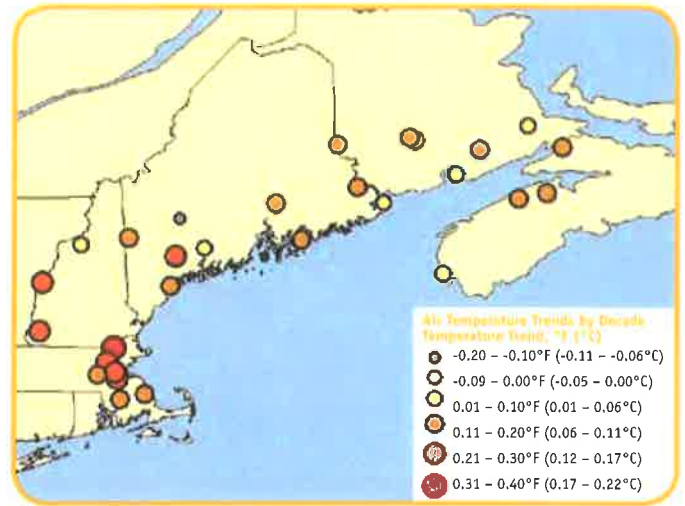 Air Temperature Trends by Decade
Temperature Trend, °F (°C)
-0.20 – -0.10°F (-0.11 – -0.06°C)
-0.09 – 0.00°F (-0.05 – 0.00°C)
0.01 – 0.10°F (0.01 – 0.06°C)
0.11 – 0.20°F (0.06 – 0.11°C)
0.21 – 0.30°F (0.12 – 0.17°C)
0.31 – 0.40°F (0.17 – 0.22°C)